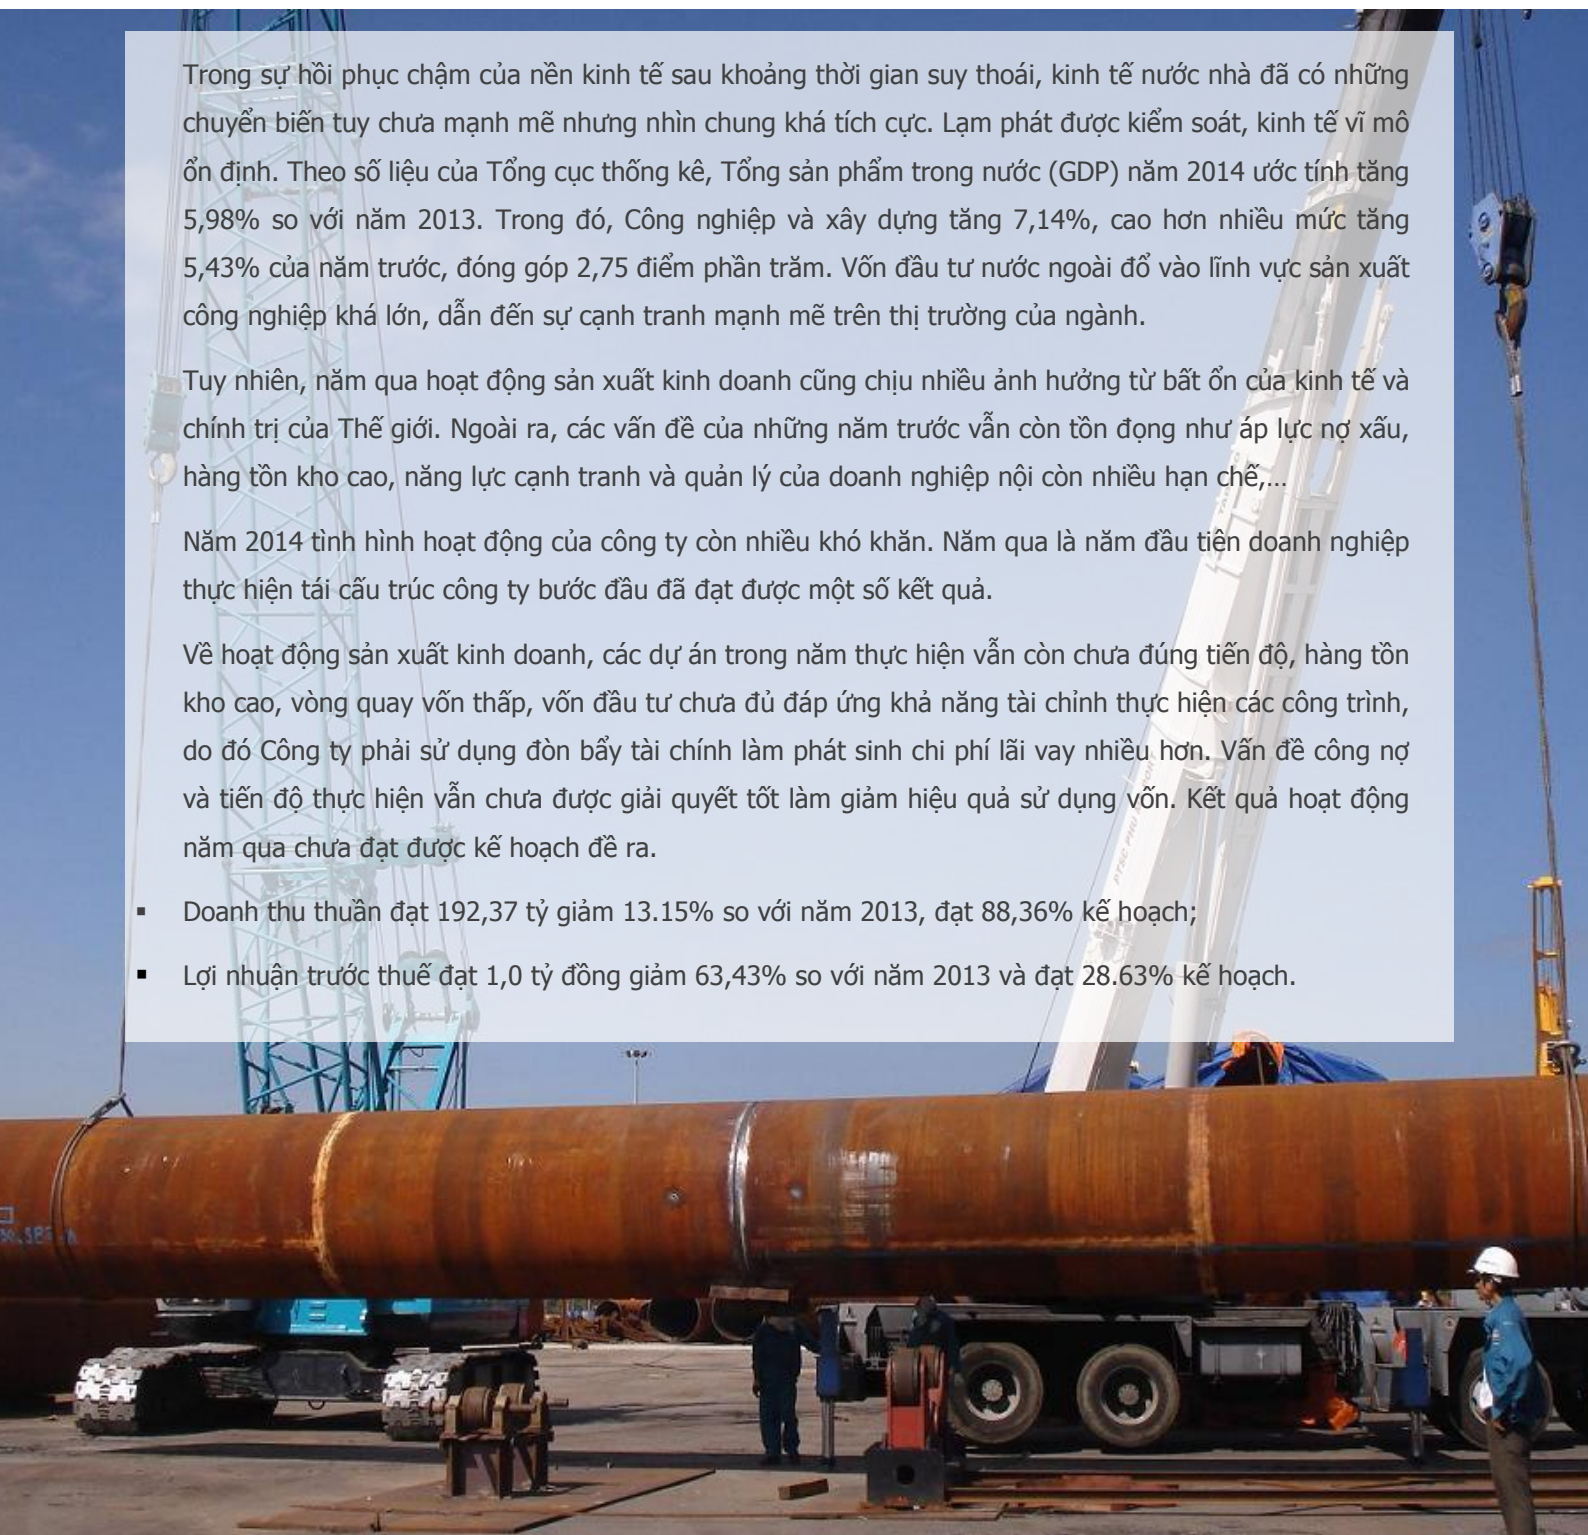 Trong sự hồi phục chậm của nền kinh tế sau khoảng thời gian suy thoái, kinh tế nước nhà đã có những
chuyển biến tuy chưa mạnh mẽ nhưng nhìn chung khá tích cực. Lạm phát được kiểm soát, kinh tế vĩ mô
ổn định. Theo số liệu của Tổng cục thống kê, Tổng sản phẩm trong nước (GDP) năm 2014 ước tính tăng
5,98% so với năm 2013. Trong đó, Công nghiệp và xây dựng tăng 7,14%, cao hơn nhiều mức tăng
5,43% của năm trước, đóng góp 2,75 điểm phần trăm. Vốn đầu tư nước ngoài đổ vào lĩnh vực sản xuất
công nghiệp khá lớn, dẫn đến sự cạnh tranh mạnh mẽ trên thị trường của ngành.
Tuy nhiên, năm qua hoạt động sản xuất kinh doanh cũng chịu nhiều ảnh hưởng từ bất ổn của kinh tế và
chính trị của Thế giới. Ngoài ra, các vấn đề của những năm trước vẫn còn tồn đọng như áp lực nợ xấu,
hàng tồn kho cao, năng lực cạnh tranh và quản lý của doanh nghiệp nội còn nhiều hạn chế,...
Năm 2014 tình hình hoạt động của công ty còn nhiều khó khăn. Năm qua là năm đầu tiên doanh nghiệp
thực hiện tái cấu trúc công ty bước đầu đã đạt được một số kết quả.
Về hoạt động sản xuất kinh doanh, các dự án trong năm thực hiện vẫn còn chưa đúng tiến độ, hàng tồn
kho cao, vòng quay vốn thấp, vốn đầu tư chưa đủ đáp ứng khả năng tài chỉnh thực hiện các công trình,
do đó Công ty phải sử dụng đòn bẩy tài chính làm phát sinh chi phí lãi vay nhiều hơn. Vấn đề công nợ
và tiến độ thực hiện vẫn chưa được giải quyết tốt làm giảm hiệu quả sử dụng vốn. Kết quả hoạt động
năm qua chưa đạt được kế hoạch đề ra.
▪ Doanh thu thuần đạt 192,37 tỷ giảm 13.15% so với năm 2013, đạt 88,36% kế hoạch;
▪ Lợi nhuận trước thuế đạt 1,0 tỷ đồng giảm 63,43% so với năm 2013 và đạt 28.63% kế hoạch.